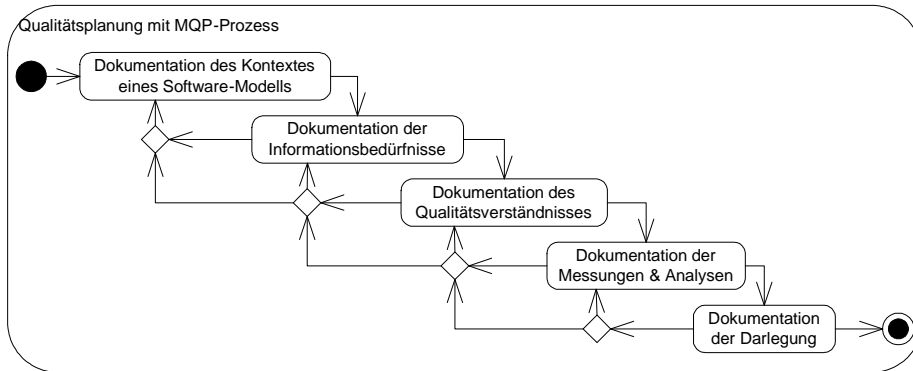 Qualitätsplanung mit MQP-Prozess
Dokumentation des Kontextes
eines Software-Modells
Dokumentation der
Informationsbedürfnisse
Dokumentation des
Qualitätsverständnisses
Dokumentation der
Messungen & Analysen
Dokumentation
der Darlegung